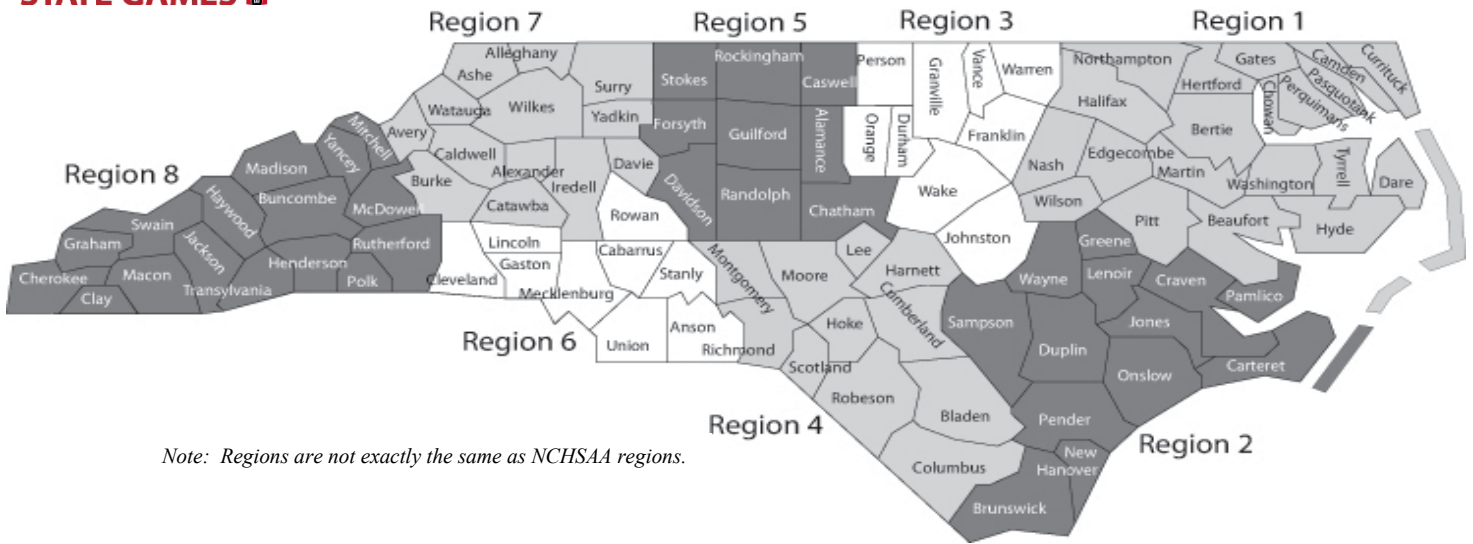 STATE GAMES
Region 7
Region 5
Region 3
Region 1
Alleghany
Ashe
Surry
Stokes
Rockingham
Caswell
Person
Granville
Vance
Warren
Northampton
Gates
Camden
Currituck
Pasquotank
Perquimans
Chowan
Hertford
Watauga
Wilkes
Yadkin
Forsyth
Guilford
Alamance
Orange
Durham
Franklin
Halifax
Bertie
Mitchell
Avery
Yancey
Madison
Caldwell
Alexander
Davie
Iredell
Davidson
Randolph
Chatham
Wake
Nash
Edgecombe
Martin
Washington
Tyrrell
Dare
Region 8
Haywood
Buncombe
McDowell
Burke
Catawba
Rowan
Wilson
Pitt
Beaufort
Hyde
Swain
Graham
Jackson
Rutherford
Lincoln
Cabarrus
Lee
Johnston
Greene
Cherokee
Macon
Henderson
Gaston
Stanly
Montgomery
Moore
Harnett
Wayne
Lenoir
Craven
Clay
Transylvania
Polk
Cleveland
Mecklenburg
Cumberland
Pamlico
Region 6
Union
Anson
Richmond
Hoke
Sampson
Duplin
Jones
Scotland
Onslow
Carteret
Robeson
Bladen
Pender
Region 4
Region 2
Note: Regions are not exactly the same as NCHSAA regions.
Columbus
New
Hanover
Brunswick